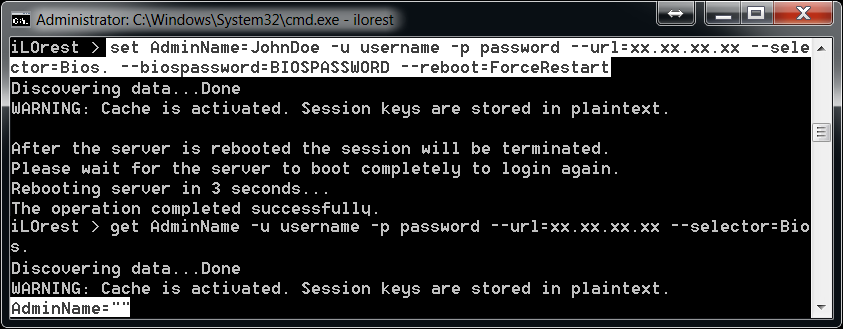 Administrator: C:\Windows\System32\cmd.exe - ilorest
iLOrest > set AdminName=JohnDoe -u username -p password --url=xx.xx.xx.xx --sele
ctor=Bios. --biospassword=BIOSPASSWORD --reboot=ForceRestart
Discovering data...Done
WARNING: Cache is activated. Session keys are stored in plaintext.
After the server is rebooted the session will be terminated.
Please wait for the server to boot completely to login again.
Rebooting server in 3 seconds...
The operation completed successfully.
iLOrest > get AdminName -u username -p password --url=xx.xx.xx.xx --selector=Bio
s.
Discovering data...Done
WARNING: Cache is activated. Session keys are stored in plaintext.
AdminName=""